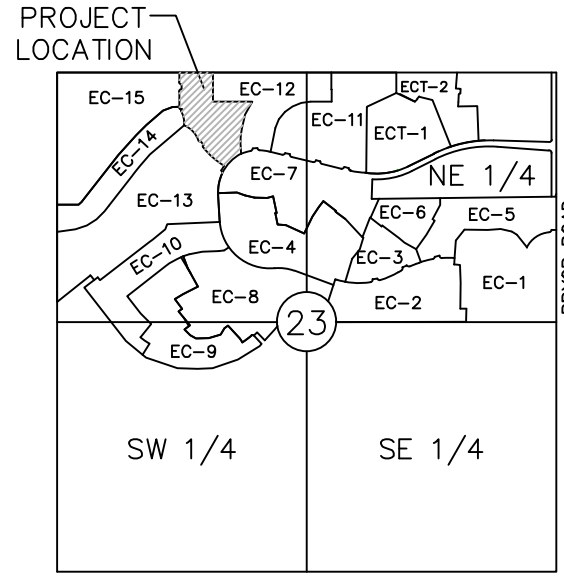 PROJECT
LOCATION
EC-15
EC-12
ECT-2
EC-14
EC-11
ECT-1
EC-7
NE 1/4
EC-13
EC-6
EC-5
EC-10
EC-4
EC-3
EC-8
EC-2
EC-1
23
EC-9
SW 1/4
SE 1/4